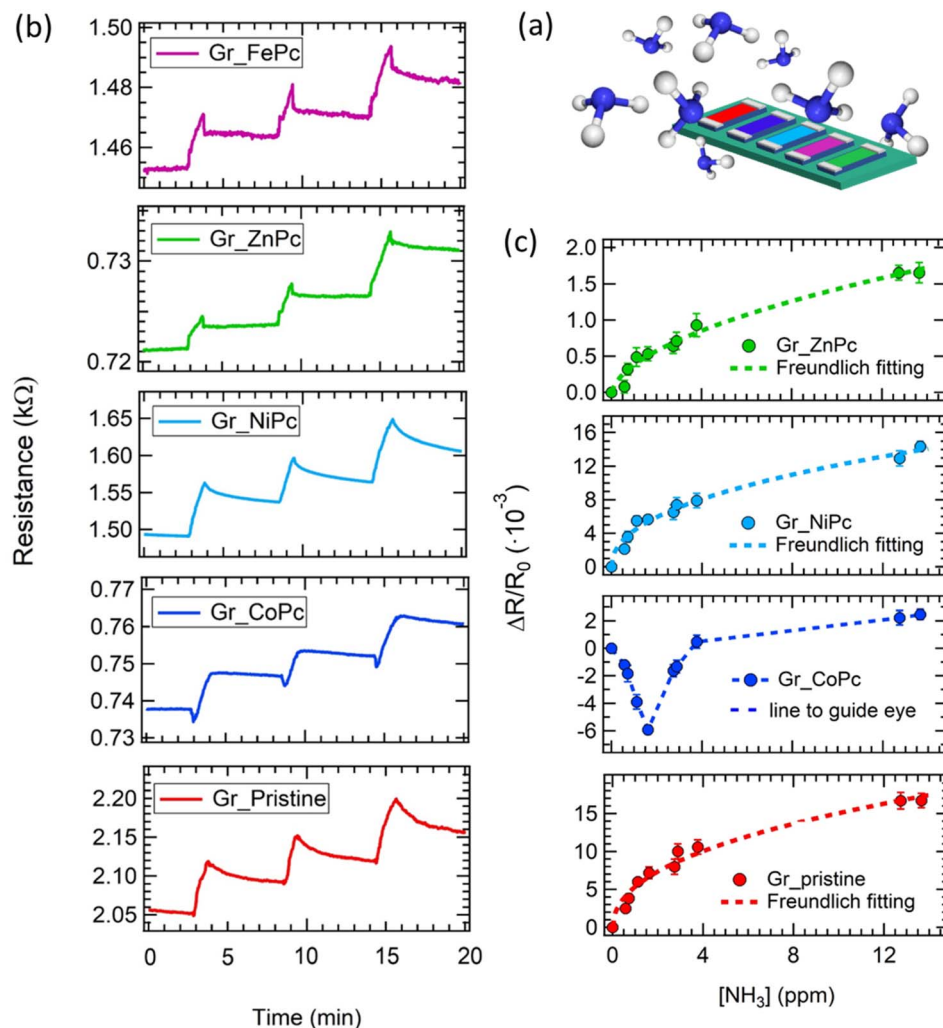 (b)
Gr_FePc
1.50
1.48
1.46
Gr_ZnPc
0.73
0.72
Resistance (kΩ)
Gr_NiPc
1.65
1.60
1.55
1.50
Gr_CoPc
0.77
0.76
0.75
0.74
0.73
Gr_Pristine
2.20
2.15
2.10
2.05
0 5 10 15 20
Time (min)
(a)
(c)
2.0
1.5
1.0
0.5
0.0
Gr_ZnPc
Freundlich fitting
ΔR/R0 (·10-3)
16
12
8
4
0
Gr_NiPc
Freundlich fitting
2
0
-2
-4
-6
Gr_CoPc
line to guide eye
15
10
5
0
Gr_pristine
Freundlich fitting
0 4 8 12
[NH3] (ppm)